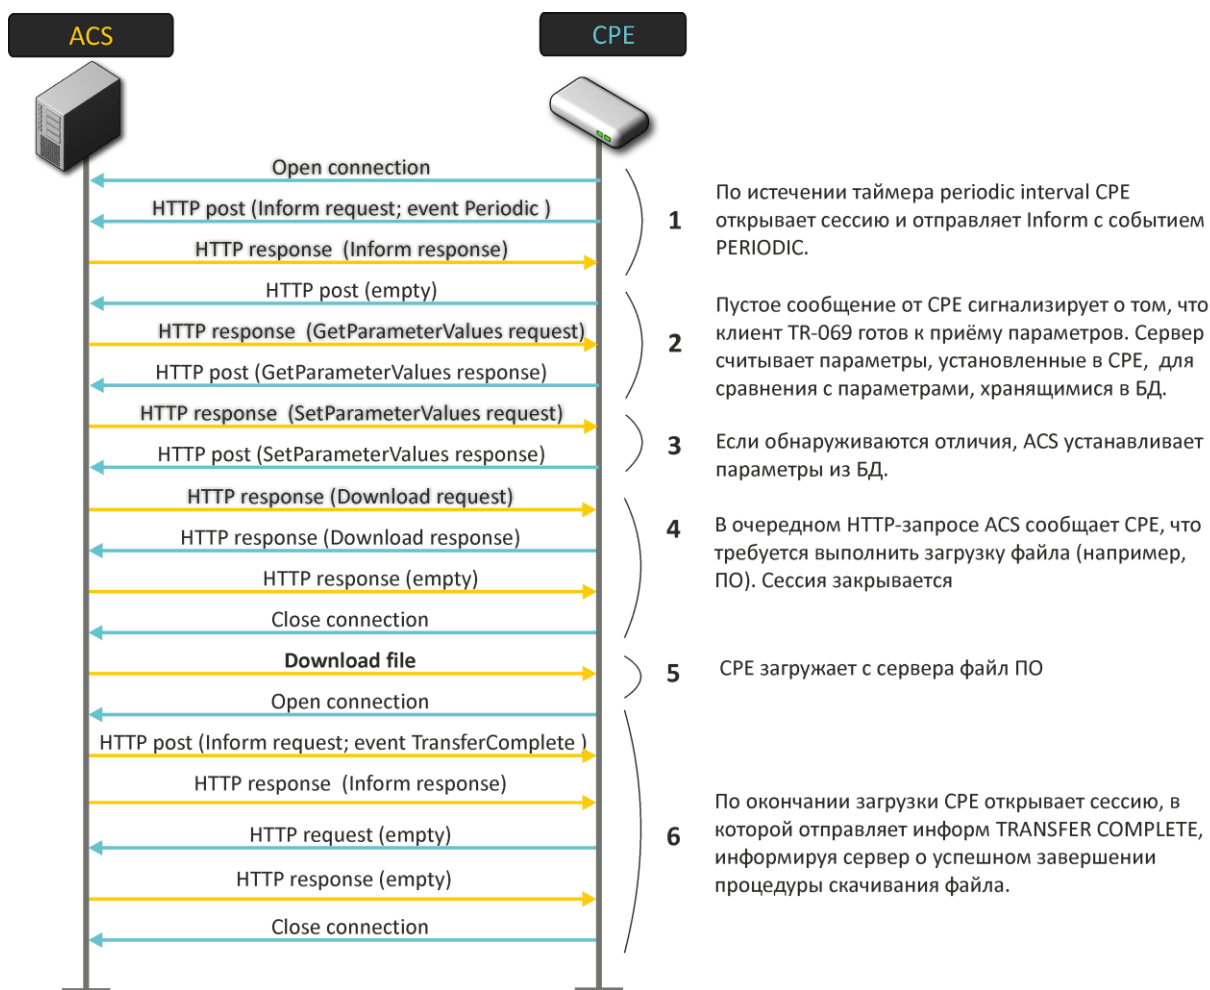 ACS
CPE
Open connection
HTTP post (Inform request; event Periodic )
HTTP response  (Inform response)
1
По истечении таймера periodic interval CPE
открывает сессию и отправляет Inform с событием
PERIODIC.
HTTP post (empty)
HTTP response  (GetParameterValues request)
HTTP post (GetParameterValues response)
2
Пустое сообщение от CPE сигнализирует о том, что
клиент TR-069 готов к приёму параметров. Сервер
считывает параметры, установленные в CPE,  для
сравнения с параметрами, хранящимися в БД.
HTTP response  (SetParameterValues request)
HTTP post (SetParameterValues response)
3
Если обнаруживаются отличия, ACS устанавливает
параметры из БД.
HTTP response (Download request)
HTTP response (Download response)
HTTP response (empty)
Close connection
4
В очередном HTTP-запросе ACS сообщает CPE, что
требуется выполнить загрузку файла (например,
ПО). Сессия закрывается
Download file
5
CPE загружает с сервера файл ПО
Open connection
HTTP post (Inform request; event TransferComplete )
HTTP response  (Inform response)
HTTP request (empty)
HTTP response (empty)
Close connection
6
По окончании загрузки CPE открывает сессию, в
которой отправляет информ TRANSFER COMPLETE,
информируя сервер о успешном завершении
процедуры скачивания файла.